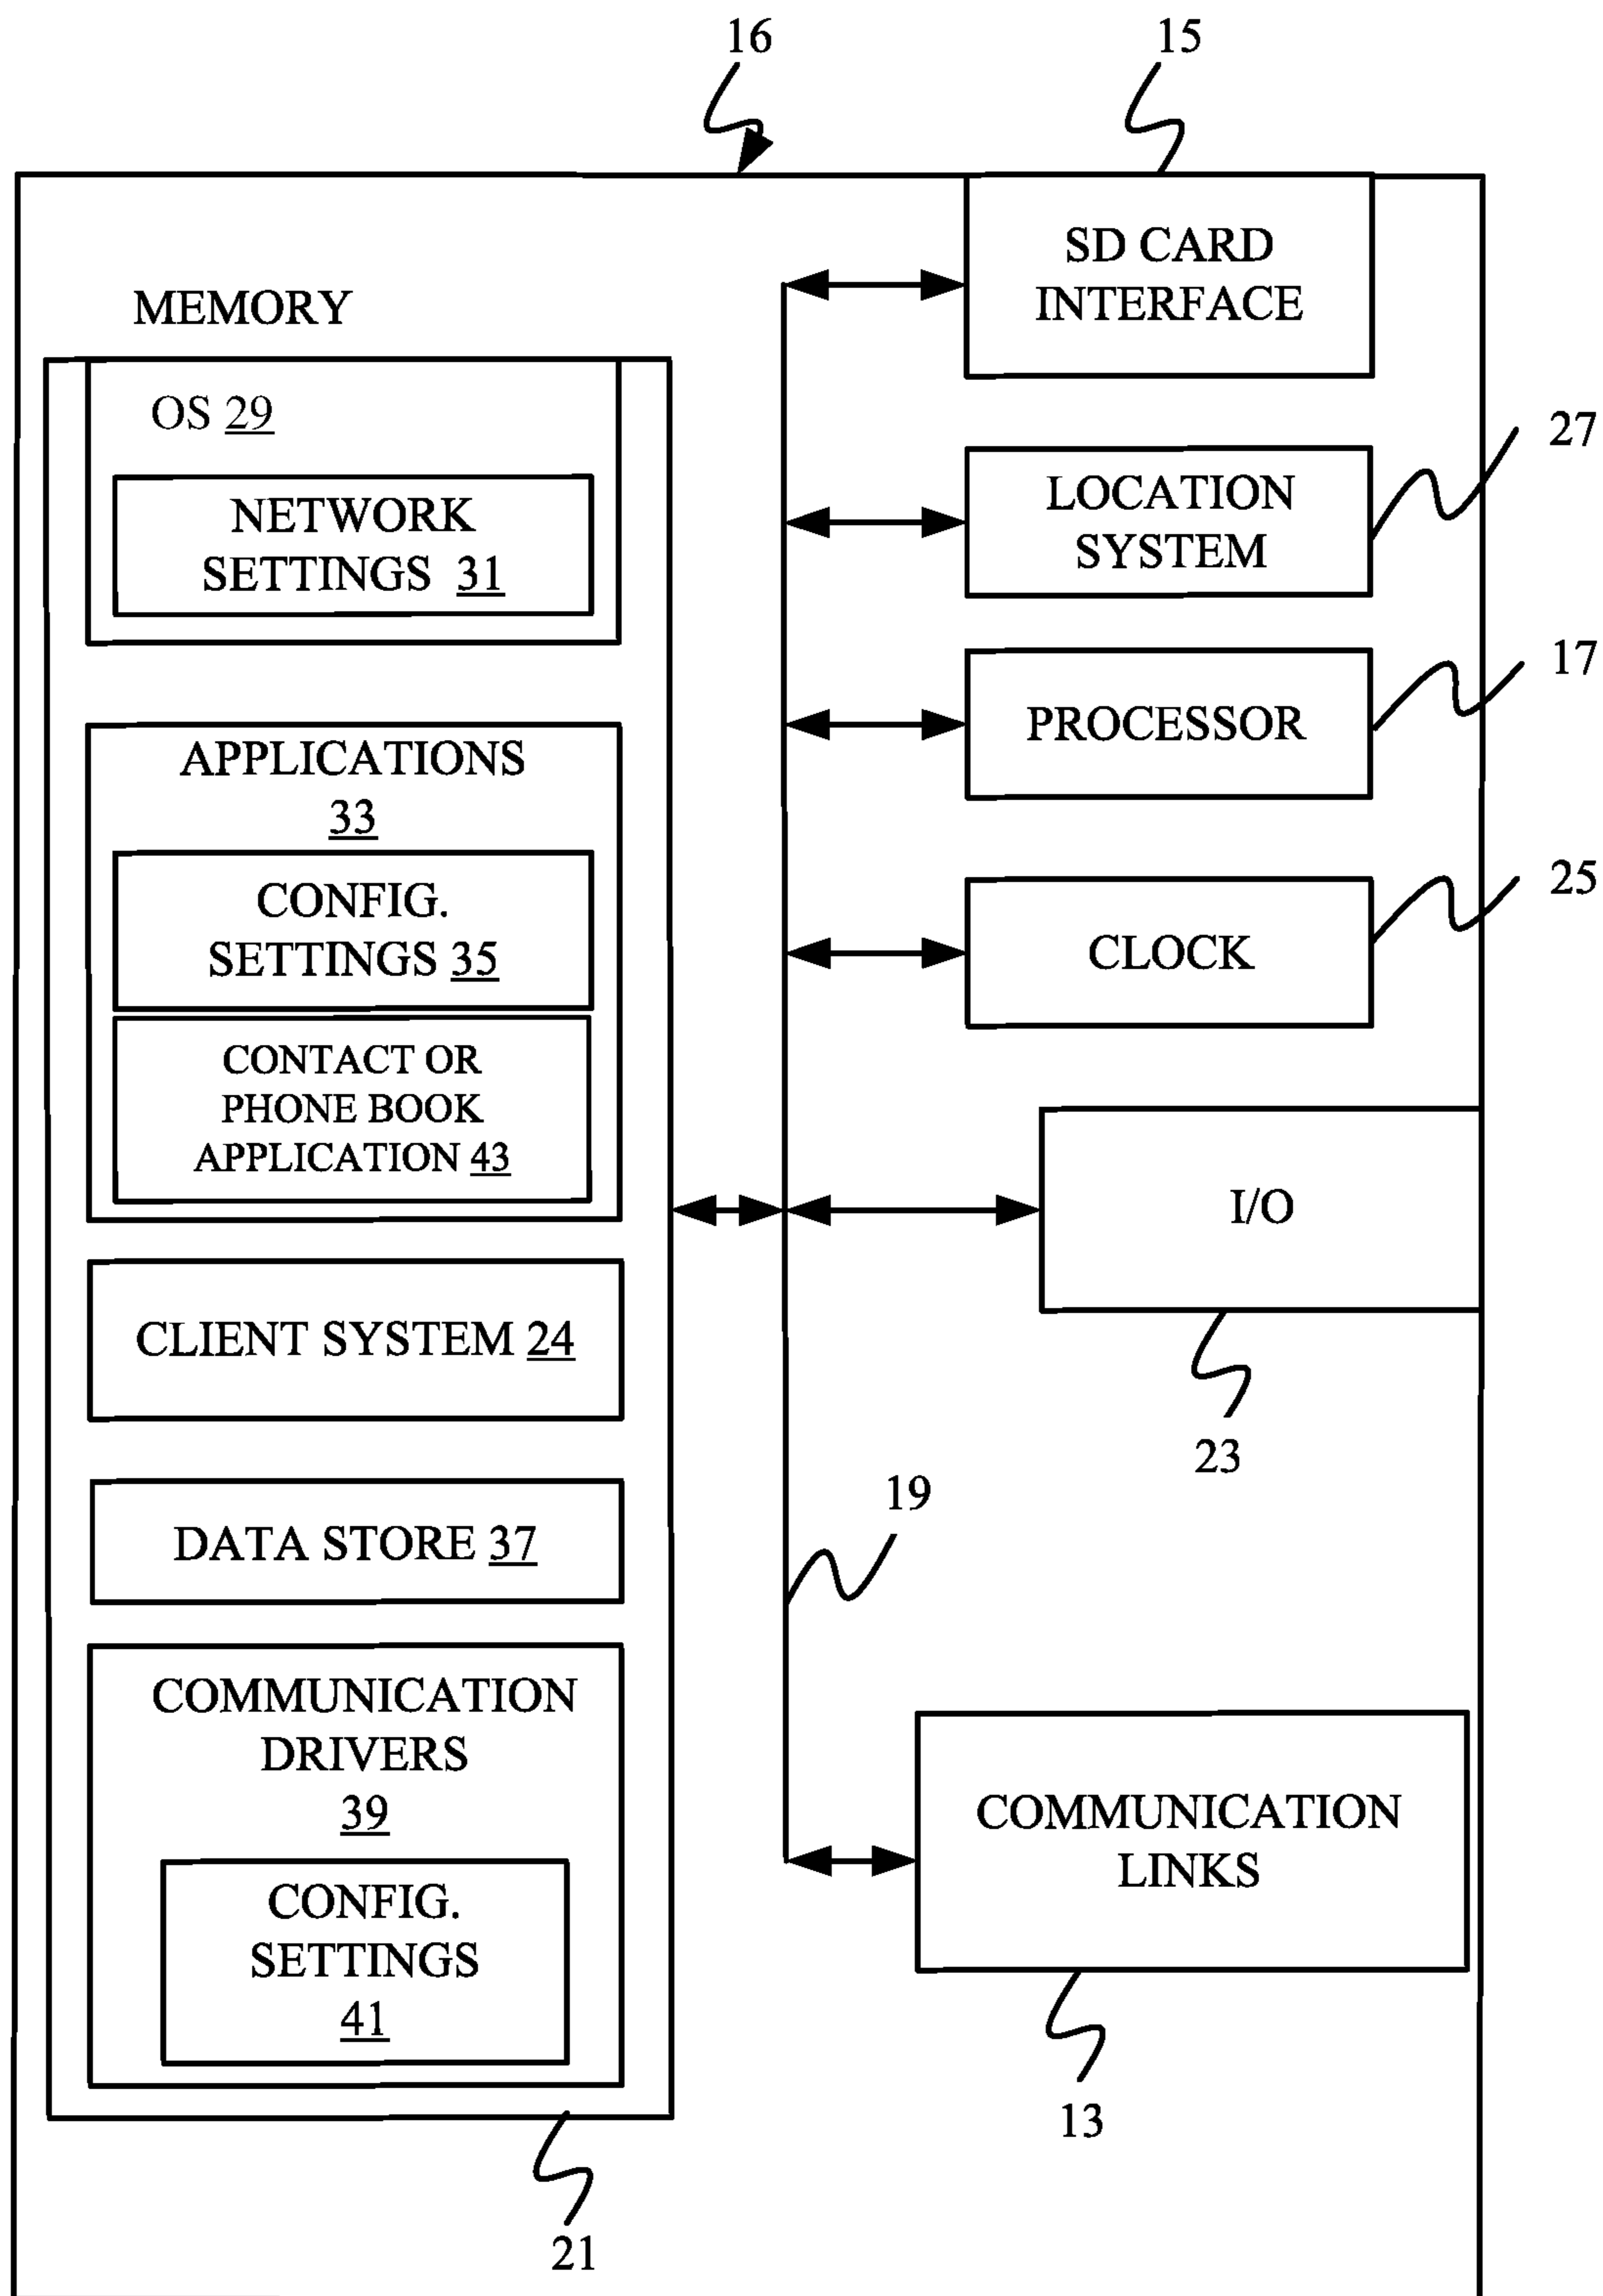 16
15
SD CARD
INTERFACE
MEMORY
OS 29
NETWORK
SETTINGS 31
27
LOCATION
SYSTEM
17
PROCESSOR
APPLICATIONS
33
CONFIG.
SETTINGS 35
25
CLOCK
CONTACT OR
PHONE BOOK
APPLICATION 43
I/O
CLIENT SYSTEM 24
23
19
DATA STORE 37
COMMUNICATION
DRIVERS
39
CONFIG.
SETTINGS
41
COMMUNICATION
LINKS
13
21